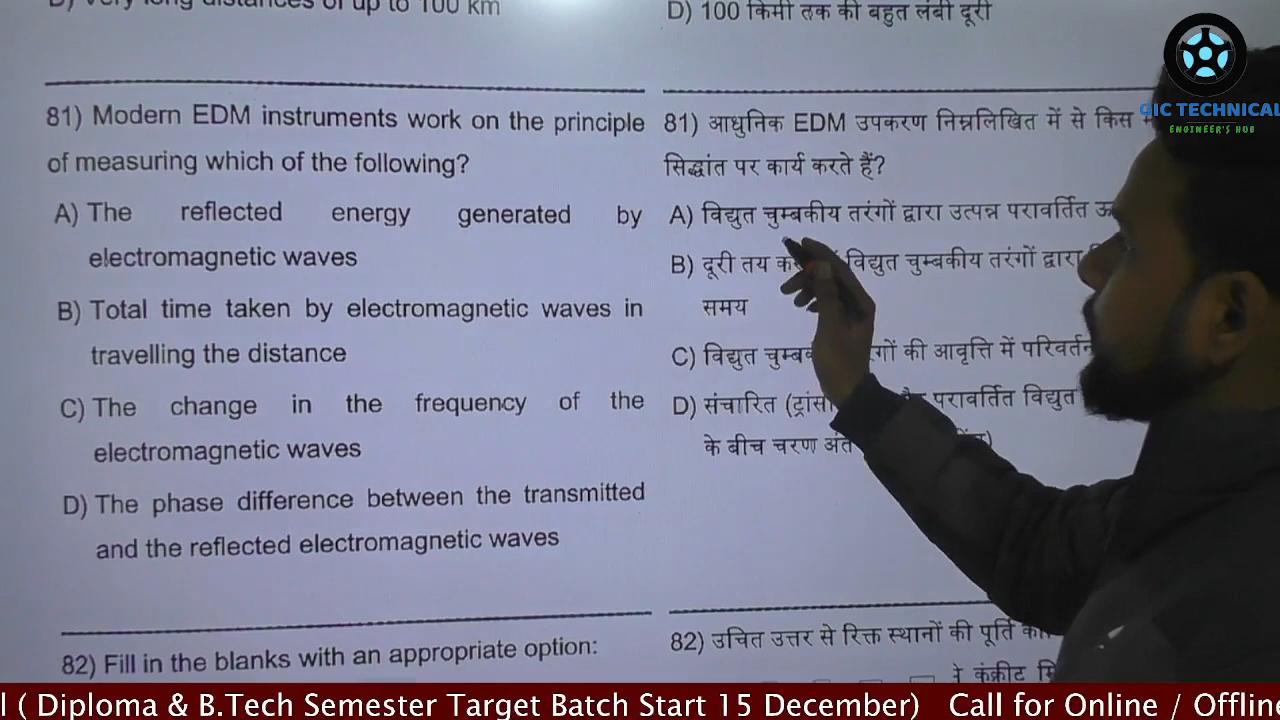 D) Very long distances of up to 100 km
81) Modern EDM instruments work on the principle
of measuring which of the following?
A) The reflected energy generated by
electromagnetic waves
B) Total time taken by electromagnetic waves in
travelling the distance
C) The change in the frequency of the
electromagnetic waves
D) The phase difference between the transmitted
and the reflected electromagnetic waves
82) Fill in the blanks with an appropriate option:
D) 100 किमी तक की बहुत लंबी दूरी
81) आधुनिक EDM उपकरण निम्नलिखित में से किस
सिद्धांत पर कार्य करते हैं?
A) विद्युत चुम्बकीय तरंगों द्वारा उत्पन्न परावर्तित
B) दूरी तय विद्युत चुम्बकीय तरंगों द्वारा
समय
C) विद्युत की आवृत्ति में परिवर्तन
D) संचारित परावर्तित विद्युत
के बीच चरण
82) उचित उत्तर से रिक्त स्थानों की पूर्ति
कंक्रीट
GIC TECHNICAL
ENGINEER'S HUB
l ( Diploma & B.Tech Semester Target Batch Start 15 December) Call for Online / Offline